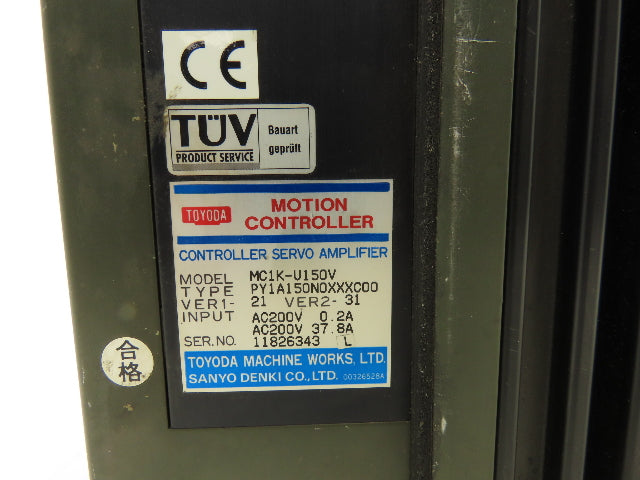 CE
TÜV
PRODUCT SERVICE
Bauart
geprüft
TOYODA
MOTION
CONTROLLER
CONTROLLER SERVO AMPLIFIER
MODEL MC1K-U150V
TYPE PY1A150N0XXXC00
VER1- 21 VER2- 31
INPUT AC200V 0.2A
AC200V 37.8A
SER.NO. 11826343 L
TOYODA MACHINE WORKS, LTD.
SANYO DENKI CO., LTD. 00326528A
合格